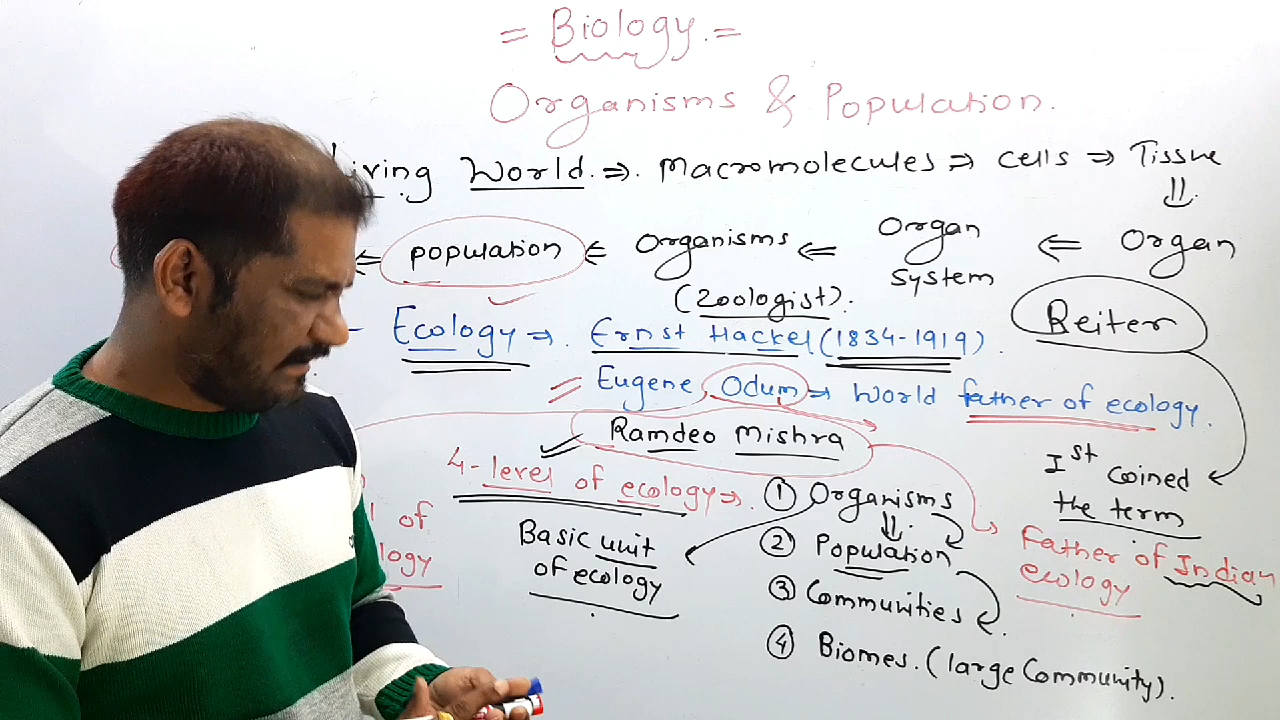 = Biology. =
Organisms & Population.
Living World. ⇒. Macromolecules ⇒ cells ⇒ Tissue
⇓
⇐ population ⇐ Organisms ⇐ Organ system ⇐ Organ
(Zoologist).
- Ecology ⇒. Ernst Hackel (1834-1919).
Reiter
= Eugene, Odum ⇒ World father of ecology.
Ramdeo Mishra
Ist coined
the term
4-level of ecology ⇒. ① Organisms
⇓
Basic unit
of ecology
② Population
③ Communities
④ Biomes. (large Community).
Father of Indian
ecology
of